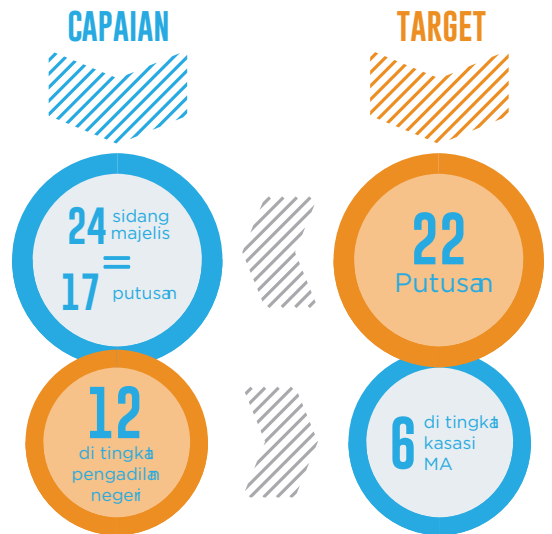 CAPAIAN
TARGET
24 sidang
majelis
=
17 putusan
22
Putusan
12
di tingkat
pengadilan
negeri
6 di tingkat
kasasi
MA